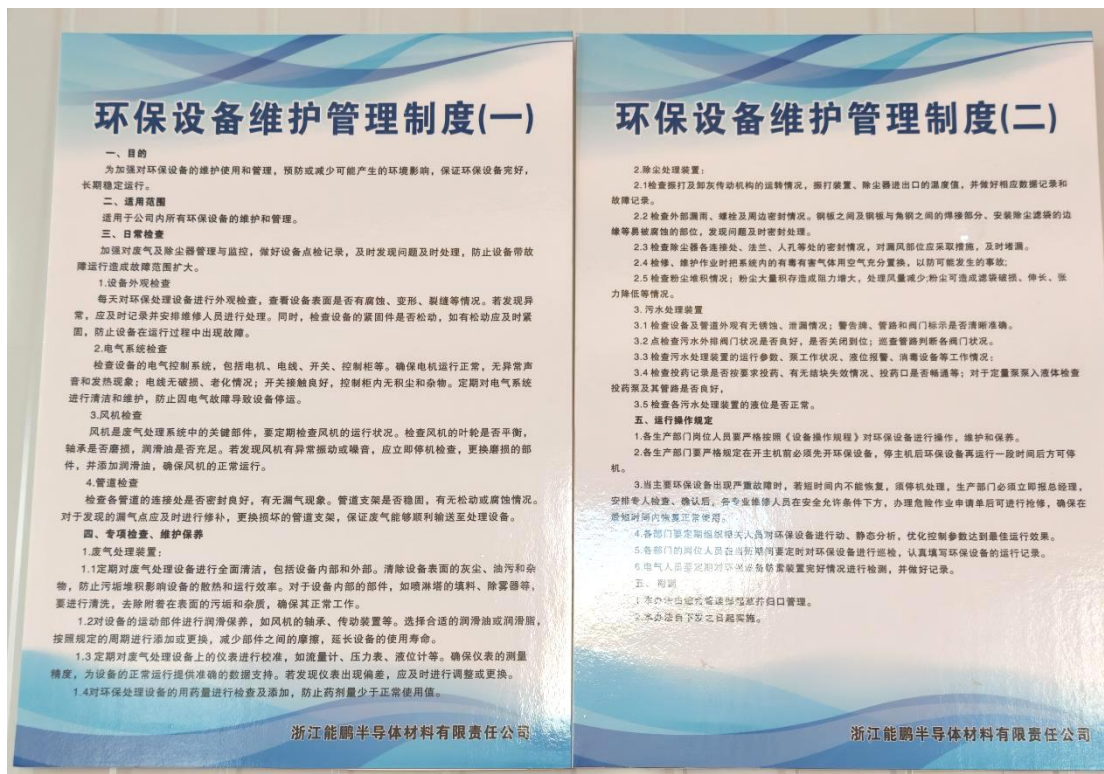 环保设备维护管理制度(一)
一、目的
为加强对环保设备的维护使用和管理，预防或减少可能产生的环境影响，保证环保设备完好，
长期稳定运行。
二、适用范围
适用于公司内所有环保设备的维护和管理。
三、日常检查
加强对废气及除尘器管理与监控，做好设备点检记录，及时发现问题及时处理，防止设备带故
障运行造成故障范围扩大。
1.设备外观检查
每天对环保处理设备进行外观检查，查看设备表面是否有腐蚀、变形、裂缝等情况。若发现异
常，应及时记录并安排维修人员进行处理。同时，检查设备的紧固件是否松动，如有松动应及时紧
固，防止设备在运行过程中出现故障。
2.电气系统检查
检查设备的电气控制系统，包括电机、电线、开关、控制柜等。确保电机运行正常，无异常声
音和发热现象；电线无破损、老化情况；开关接触良好，控制柜内无积尘和杂物。定期对电气系统
进行清洁和维护，防止因电气故障导致设备停运。
3.风机检查
风机是废气处理系统中的关键部件，要定期检查风机的运行状况。检查风机的叶轮是否平衡，
轴承是否磨损，润滑油是否充足。若发现风机有异常振动或噪音，应立即停机检查，更换磨损的部
件，并添加润滑油，确保风机的正常运行。
4.管道检查
检查各管道的连接处是否密封良好，有无漏气现象。管道支架是否稳固，有无松动或腐蚀情况。
对于发现的漏气点应及时进行修补，更换损坏的管道支架，保证废气能够顺利输送至处理设备。
四、专项检查、维护保养
1.废气处理装置：
1.1定期对废气处理设备进行全面清洁，包括设备内部和外部。清除设备表面的灰尘、油污和杂
物，防止污垢堆积影响设备的散热和运行效率。对于设备内部的部件，如喷淋塔的填料、除雾器等，
要进行清洗，去除附着在表面的污垢和杂质，确保其正常工作。
1.2对设备的运动部件进行润滑保养，如风机的轴承、传动装置等。选择合适的润滑油或润滑脂，
按照规定的周期进行添加或更换，减少部件之间的摩擦，延长设备的使用寿命。
1.3 定期对废气处理设备上的仪表进行校准，如流量计、压力表、液位计等。确保仪表的测量
精度，为设备的正常运行提供准确的数据支持。若发现仪表出现偏差，应及时进行调整或更换。
1.4对环保处理设备的用药量进行检查及添加，防止药剂量少于正常使用值。
浙江能鹏半导体材料有限责任公司
环保设备维护管理制度(二)
2.除尘处理装置：
2.1检查振打及卸灰传动机构的运转情况，振打装置、除尘器进出口的温度值，并做好相应数据记录和
故障记录。
2.2 检查外部漏雨、螺栓及周边密封情况。钢板之间及钢板与角钢之间的焊接部分、安装除尘滤袋的边
缘等易被腐蚀的部位，发现问题及时密封处理。
2.3 检查除尘器各连接处、法兰、人孔等处的密封情况，对漏风部位应采取措施，及时堵漏。
2.4 检修、维护作业时把系统内的有毒有害气体用空气充分置换，以防可能发生的事故;
2.5 检查粉尘堆积情况；粉尘大量积存造成阻力增大，处理风量减少;粉尘可造成滤袋破损、伸长、张
力降低等情况。
3. 污水处理装置
3.1 检查设备及管道外观有无锈蚀、泄漏情况；警告牌、管路和阀门标示是否清晰准确。
3.2 点检查污水外排阀门状况是否良好，是否关闭到位；巡查管路判断各阀门状况。
3.3 检查污水处理装置的运行参数、泵工作状况、液位报警、消毒设备等工作情况；
3.4 检查投药记录是否按要求投药、有无结块失效情况、投药口是否畅通等；对于定量泵泵入液体检查
投药泵及其管路是否良好，
3.5 检查各污水处理装置的液位是否正常。
五、运行操作规定
1.各生产部门岗位人员要严格按照《设备操作规程》对环保设备进行操作，维护和保养。
2.各生产部门要严格规定在开主机前必须先开环保设备，停主机后环保设备再运行一段时间后方可停
机。
3.当主要环保设备出现严重故障时，若短时间内不能恢复，须停机处理，生产部门必须立即报总经理，
安排专人检查、确认后，各专业维修人员在安全允许条件下方，办理危险作业申请单后可进行抢修，确保在
最短时间内恢复正常使用。
4.各部门要定期组织相关人员对环保设备进行动、静态分析，优化控制参数达到最佳运行效果。
5.各部门的岗位人员在当班期间要定时对环保设备进行巡检，认真填写环保设备的运行记录。
6.电气人员要定期对环保设备防雷装置完好情况进行检测，并做好记录。
五、附则
1.本办法由归口管理。
2.本办法自下发之日起实施。
浙江能鹏半导体材料有限责任公司